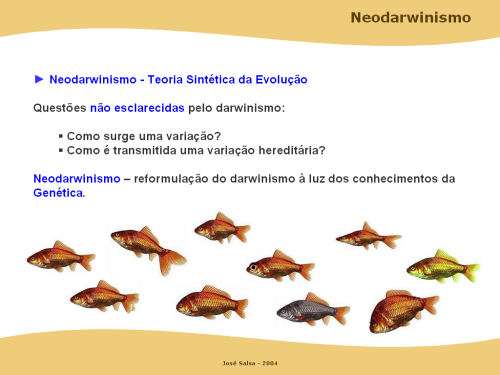 Neodarwinismo
► Neodarwinismo - Teoria Sintética da Evolução
Questões não esclarecidas pelo darwinismo:
▪ Como surge uma variação?
▪ Como é transmitida uma variação hereditária?
Neodarwinismo – reformulação do darwinismo à luz dos conhecimentos da
Genética.
José Salsa - 2004